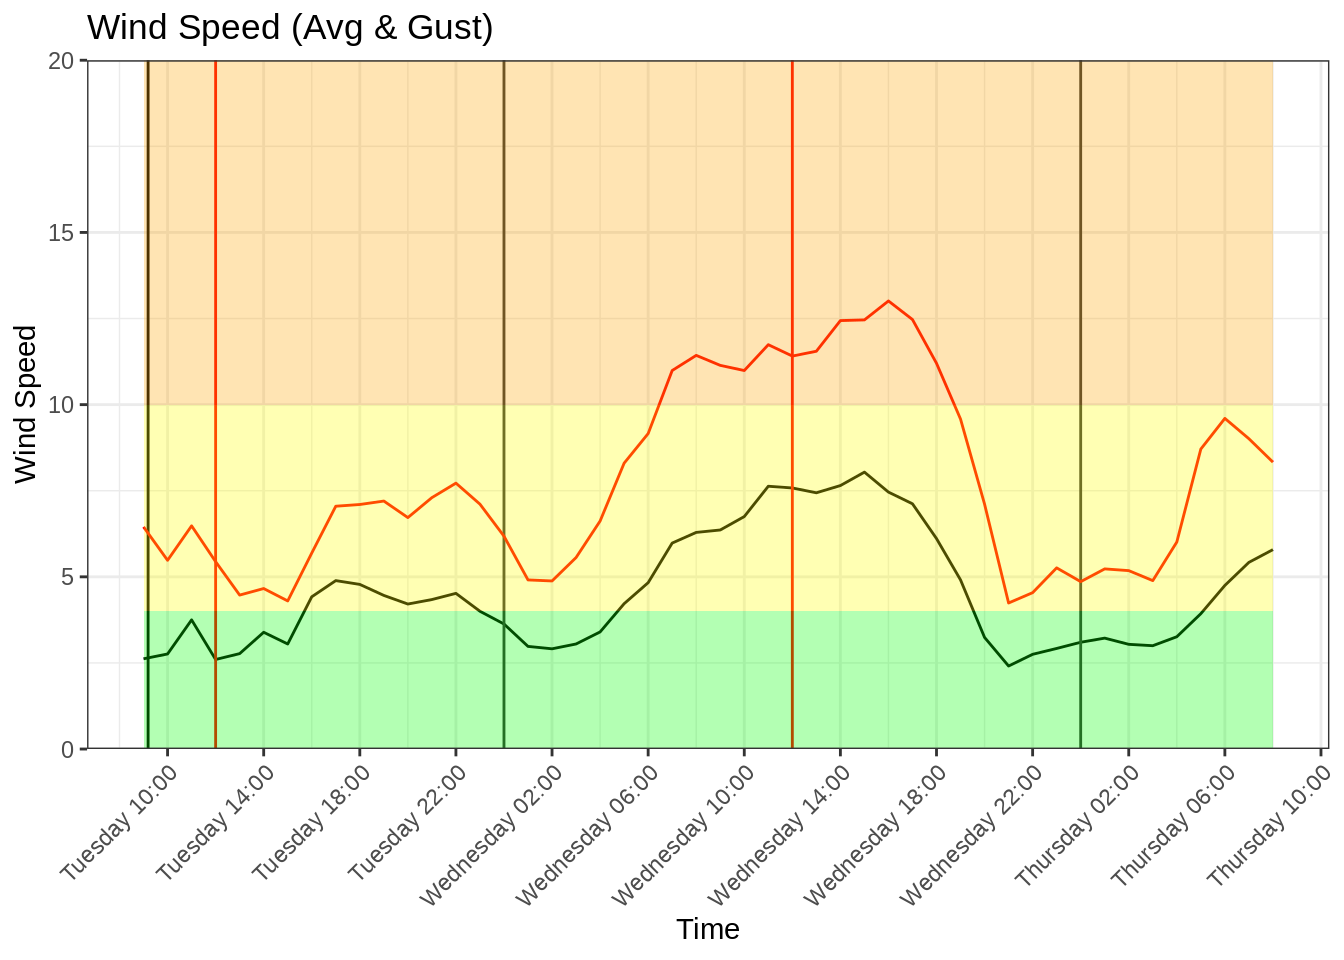 Wind Speed (Avg & Gust)
20
15
10
5
0
Wind Speed
Tuesday 10:00
Tuesday 14:00
Tuesday 18:00
Tuesday 22:00
Wednesday 02:00
Wednesday 06:00
Wednesday 10:00
Wednesday 14:00
Wednesday 18:00
Wednesday 22:00
Thursday 02:00
Thursday 06:00
Thursday 10:00
Time